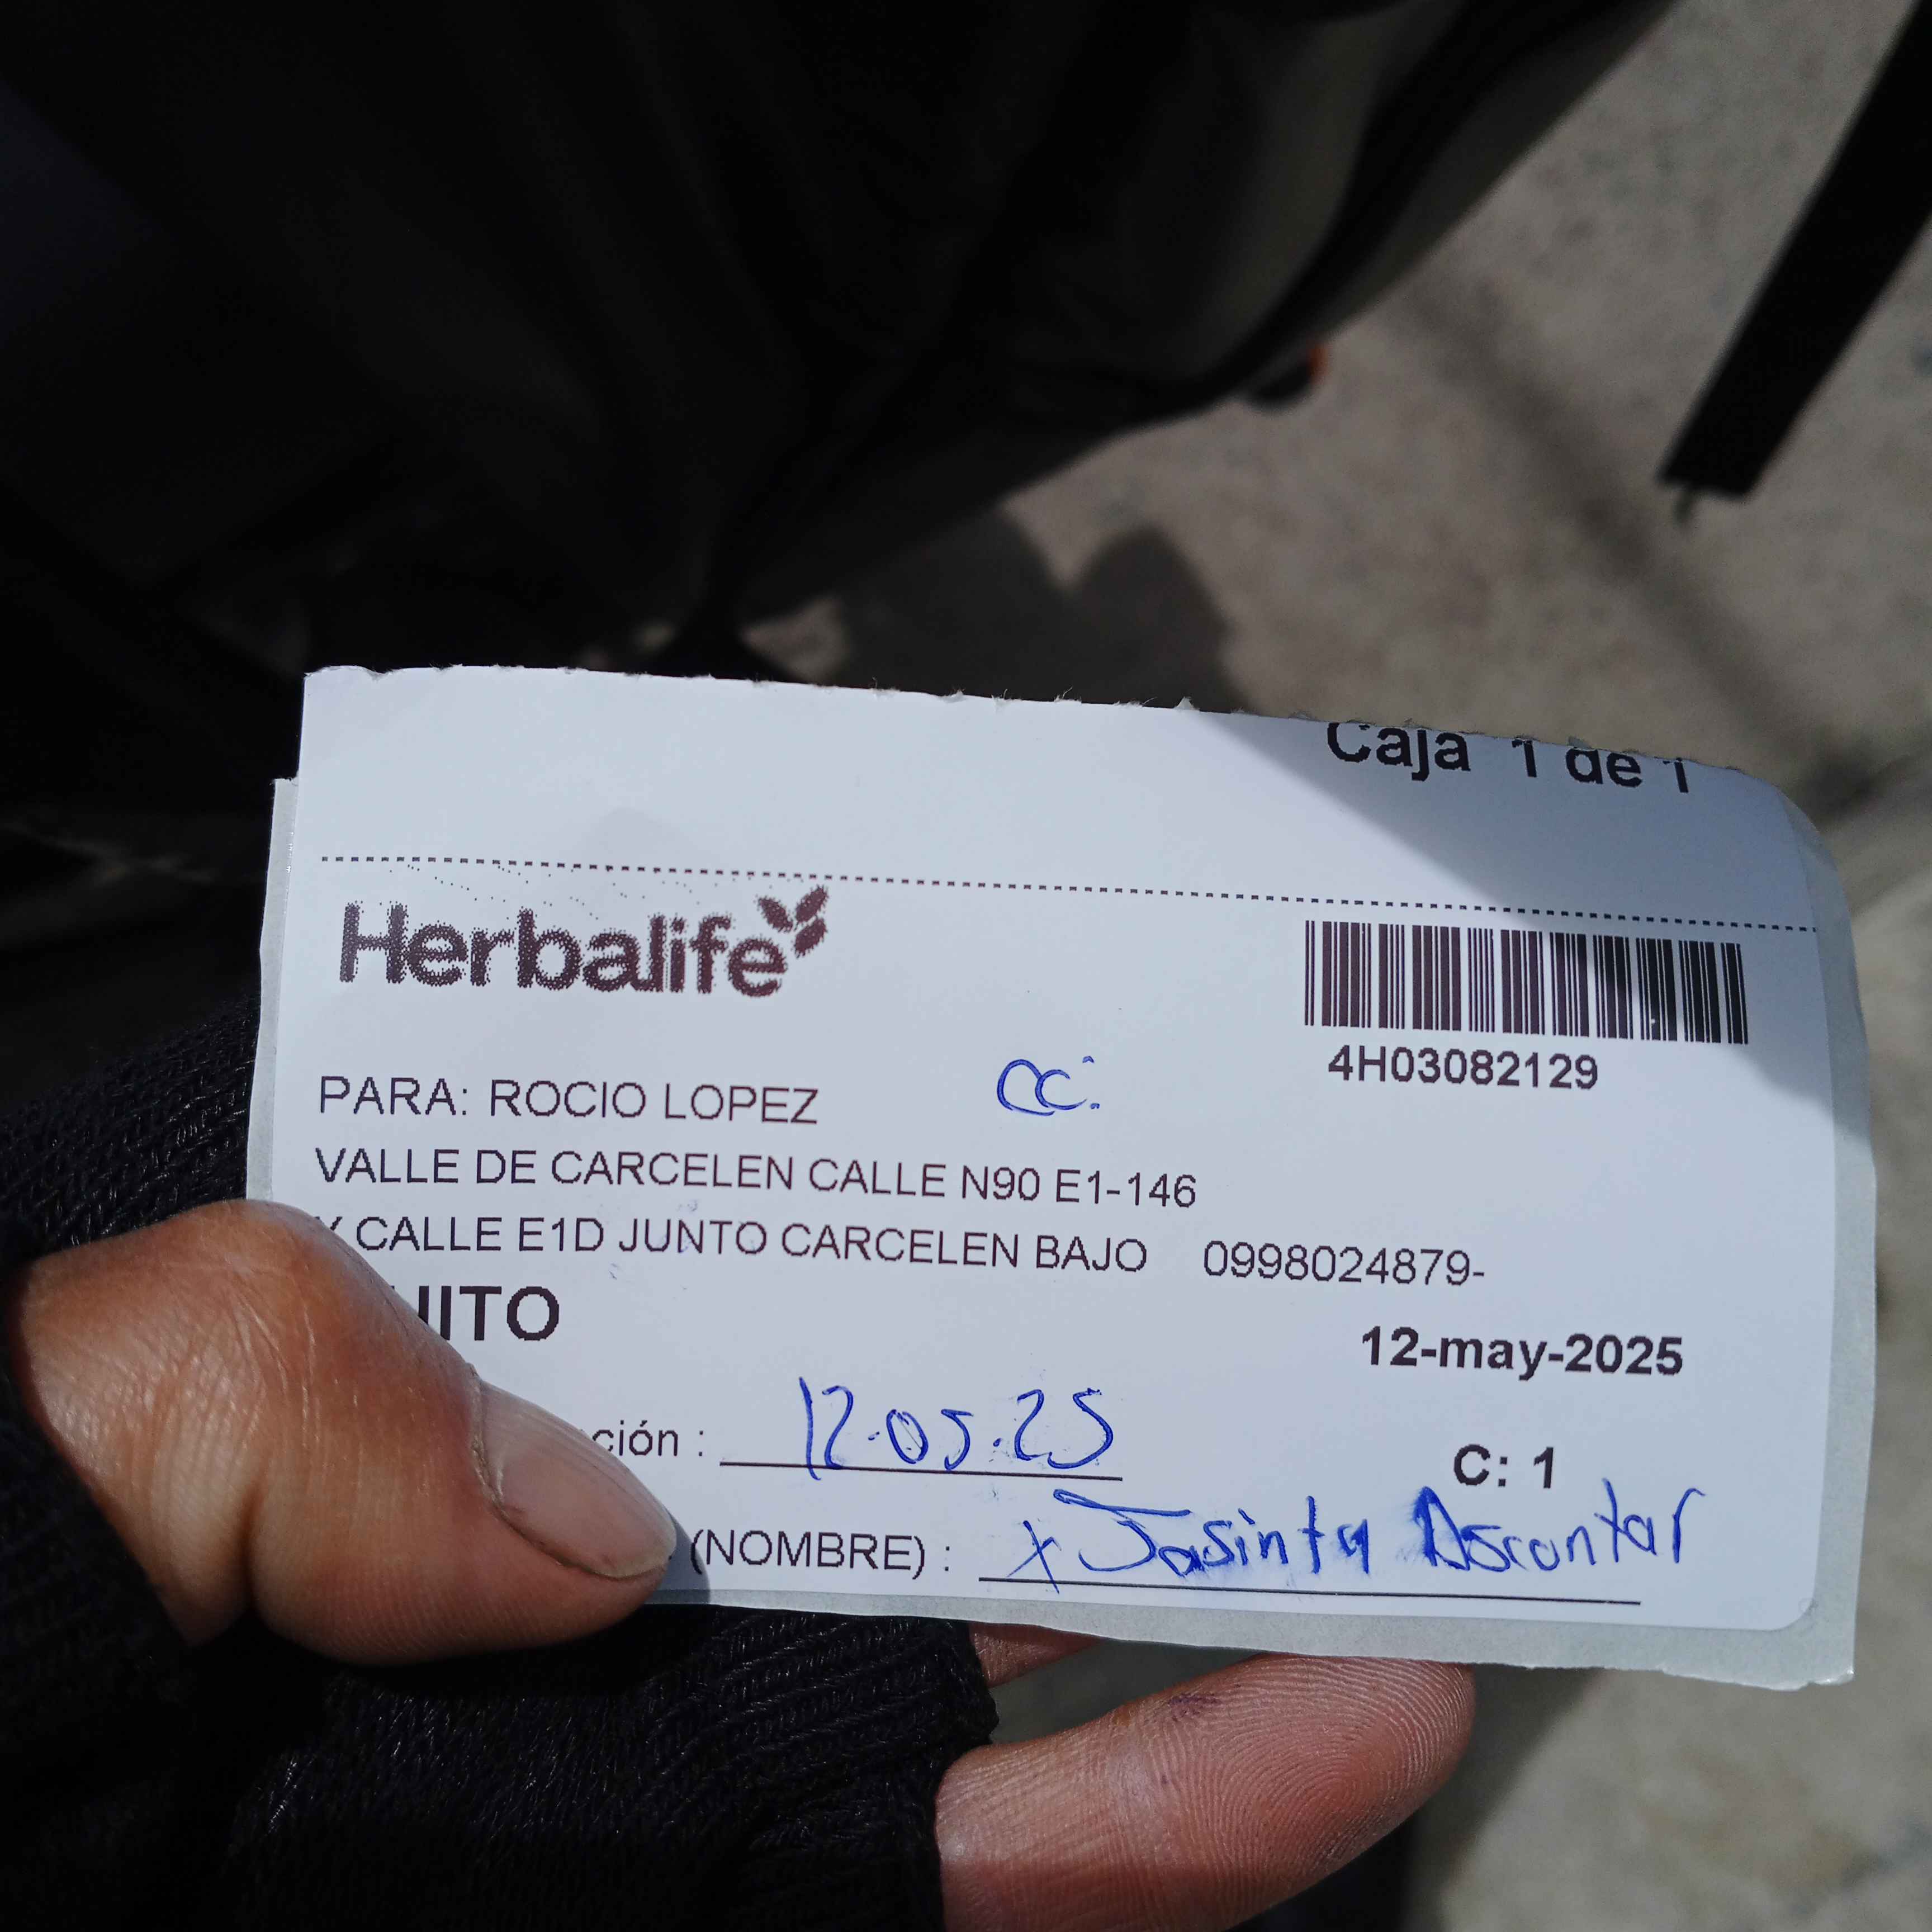 Caja 1 de 1
Herbalife
4H03082129
PARA: ROCIO LOPEZ
CC:
VALLE DE CARCELEN CALLE N90 E1-146
Y CALLE E1D JUNTO CARCELEN BAJO 0998024879-
UITO
12-may-2025
ción : 12.05.25
C: 1
(NOMBRE) : x Jasinta